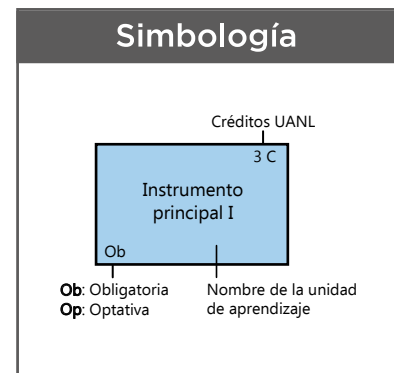 Simbología
Créditos UANL
3 C
Instrumento
principal I
Ob
Ob: Obligatoria
Op: Optativa
Nombre de la unidad
de aprendizaje